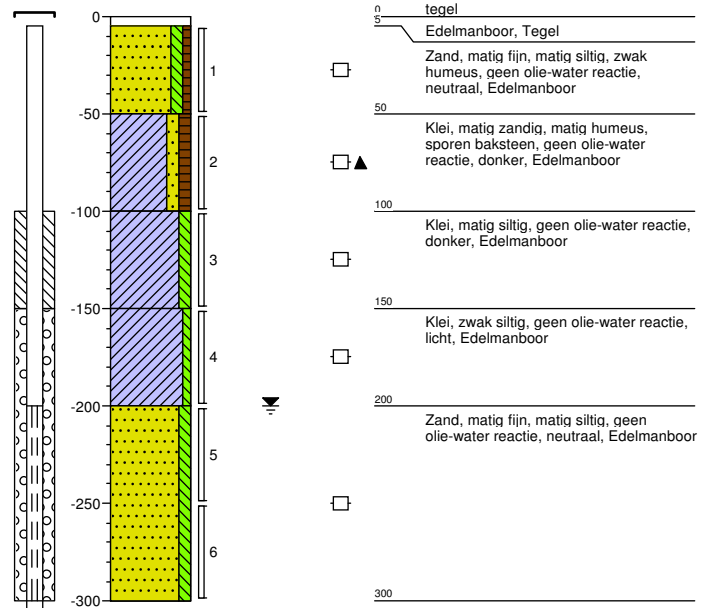 0
-50
-100
-150
-200
-250
-300
1
2
3
4
5
6
0 tegel
5
Edelmanboor, Tegel
Zand, matig fijn, matig siltig, zwak
humeus, geen olie-water reactie,
neutraal, Edelmanboor
50
Klei, matig zandig, matig humeus,
sporen baksteen, geen olie-water
reactie, donker, Edelmanboor
100
Klei, matig siltig, geen olie-water reactie,
donker, Edelmanboor
150
Klei, zwak siltig, geen olie-water reactie,
licht, Edelmanboor
200
Zand, matig fijn, matig siltig, geen
olie-water reactie, neutraal, Edelmanboor
300